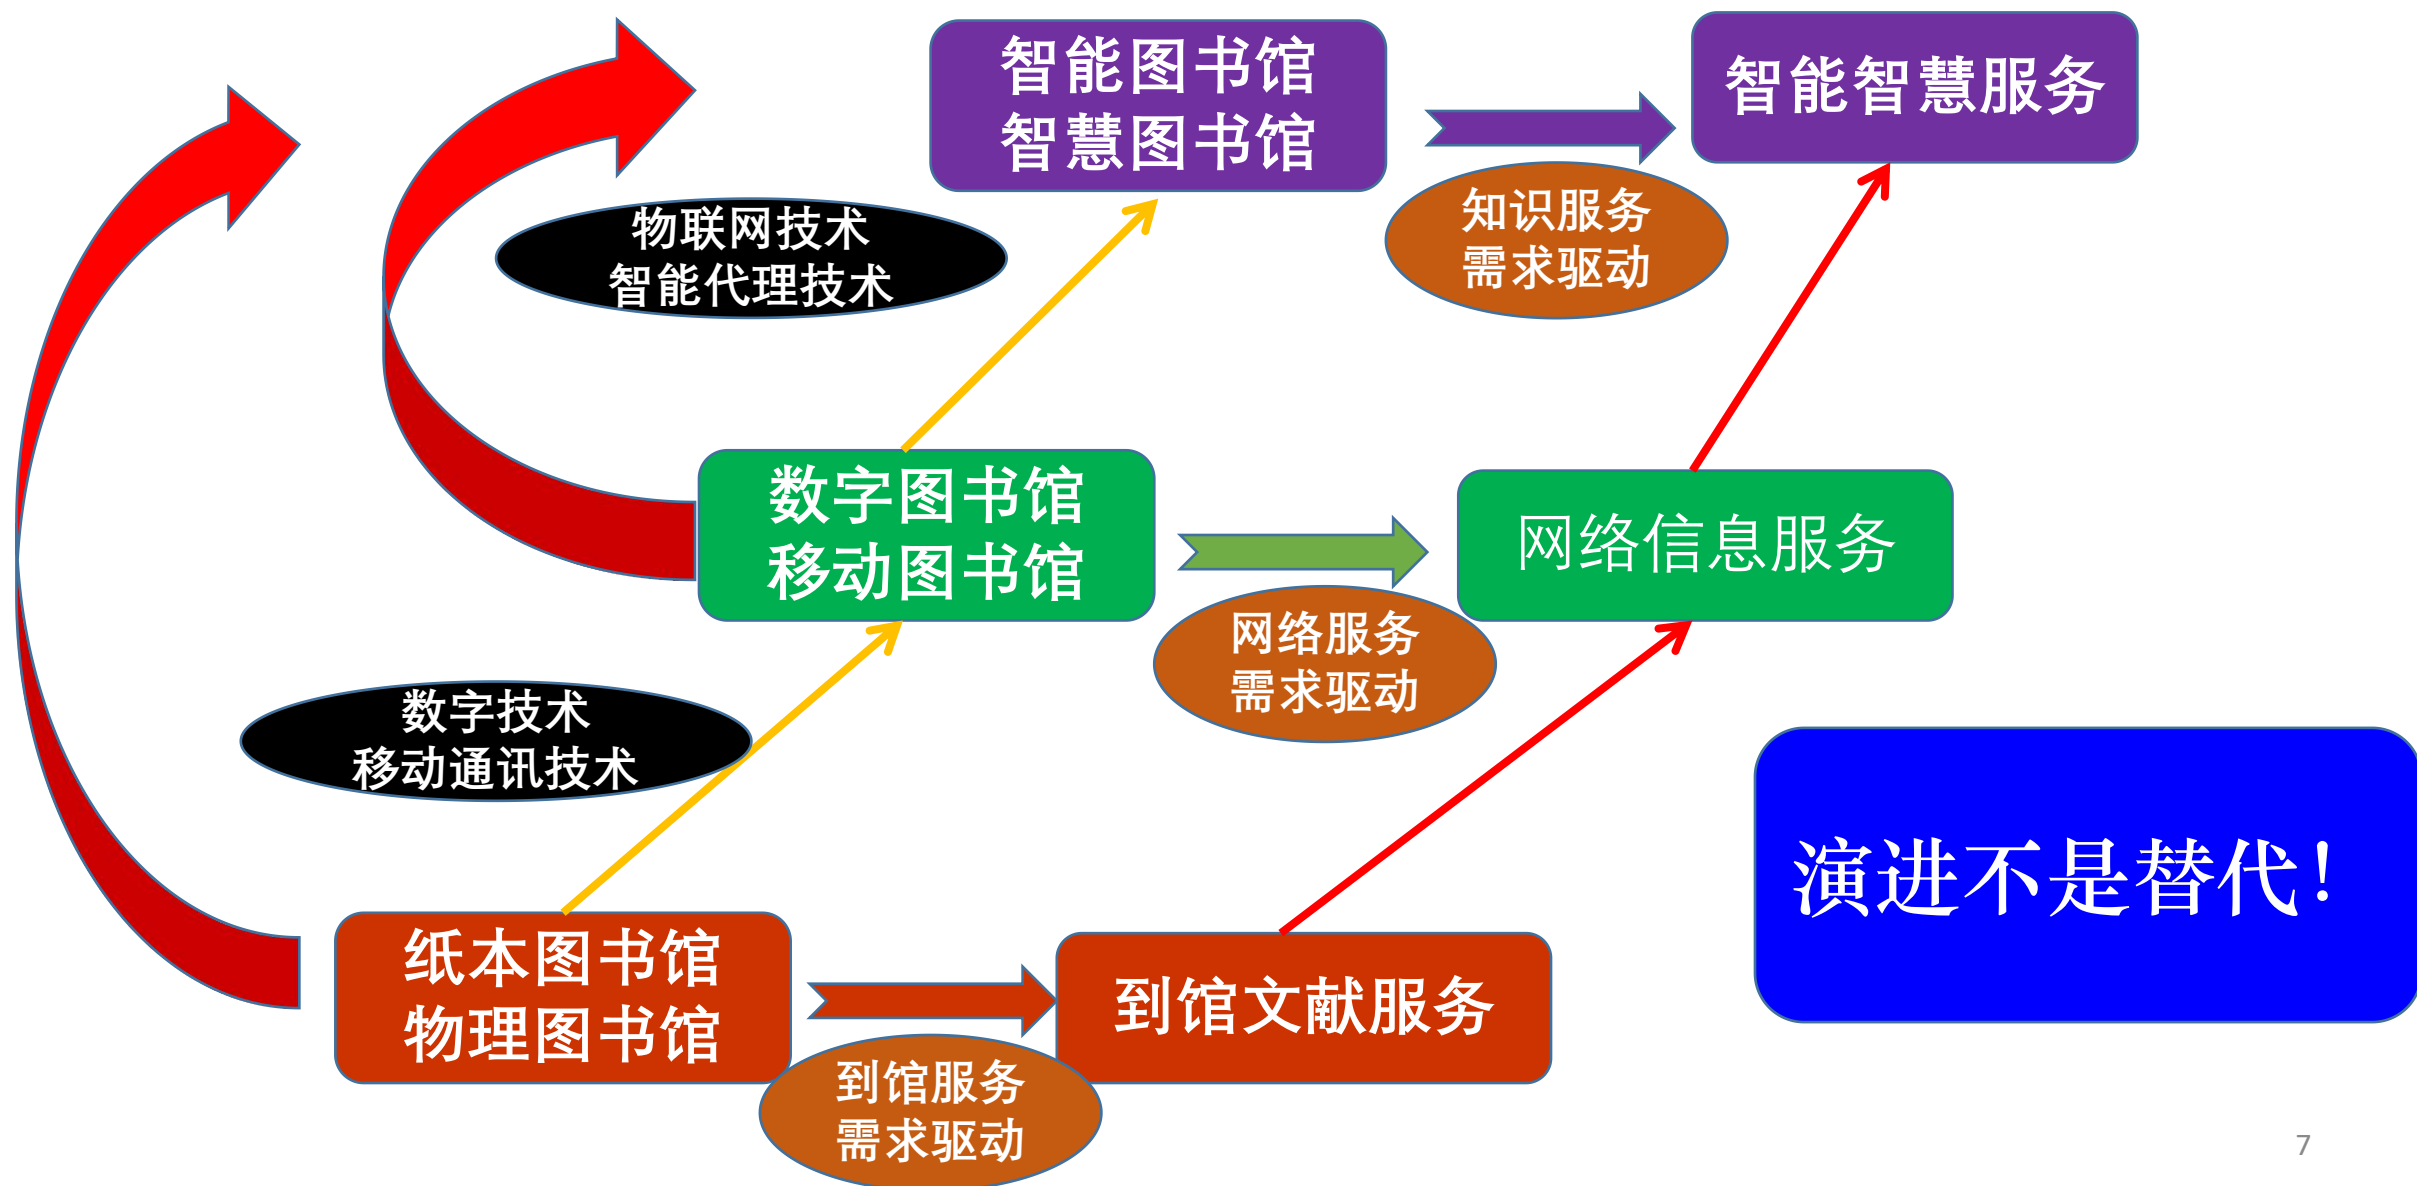 智能图书馆
智慧图书馆
智能智慧服务
物联网技术
智能代理技术
知识服务
需求驱动
数字图书馆
移动图书馆
网络信息服务
网络服务
需求驱动
数字技术
移动通讯技术
演进不是替代！
纸本图书馆
物理图书馆
到馆文献服务
到馆服务
需求驱动
7